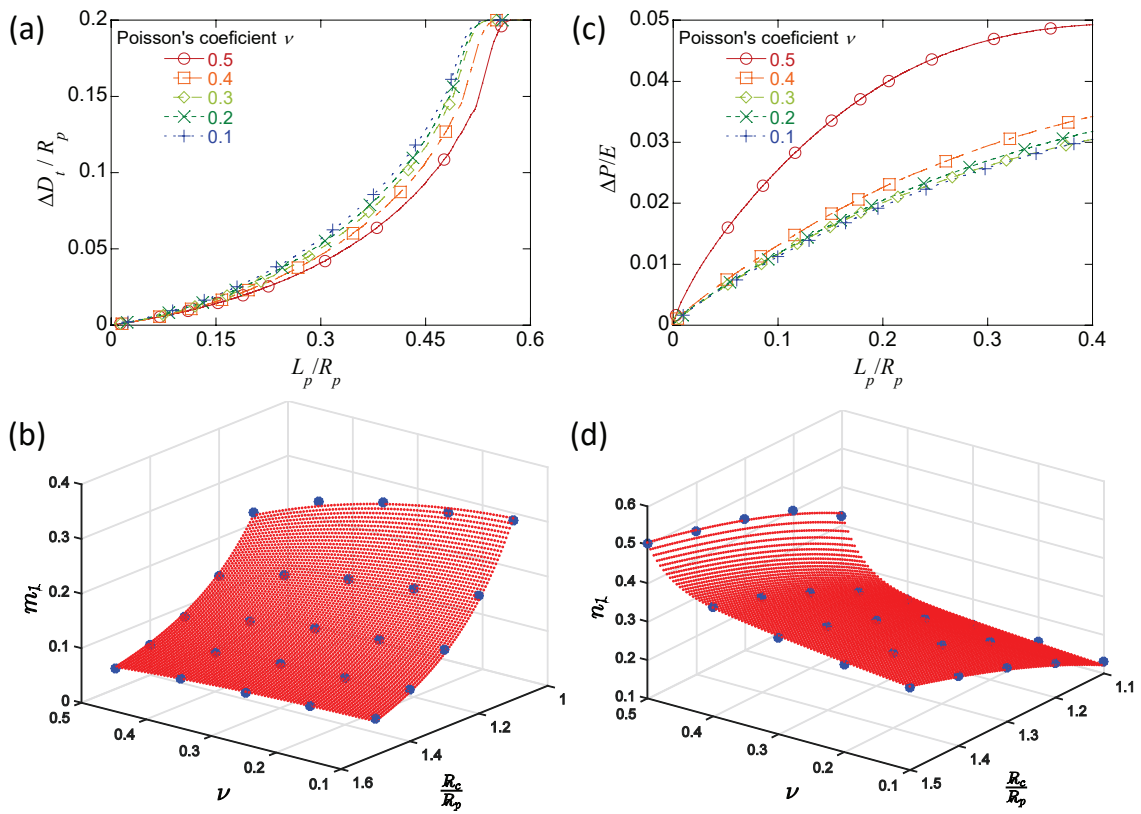 (a)
Poisson's coeficient ν
0.5
0.4
0.3
0.2
0.1
0.2
0.15
0.1
0.05
0
ΔD_t / R_p
0 0.15 0.3 0.45 0.6
L_p/R_p
(c)
Poisson's coeficient ν
0.5
0.4
0.3
0.2
0.1
0.05
0.04
0.03
0.02
0.01
0
ΔP/E
0 0.1 0.2 0.3 0.4
L_p/R_p
(b)
0.4
0.3
0.2
0.1
0
m₁
0.5 0.4 0.3 0.2 0.1
ν
1.6 1.4 1.2 1
R_c
R_p
(d)
0.6
0.5
0.4
0.3
0.2
0.1
n₁
0.5 0.4 0.3 0.2 0.1
ν
1.5 1.4 1.3 1.2 1.1
R_c
R_p